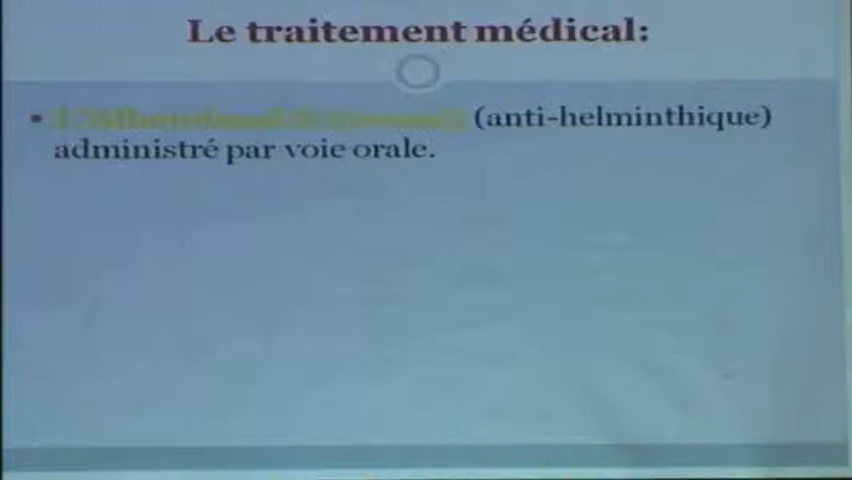 Le traitement médical:
• (anti-helminthique)
administré par voie orale.